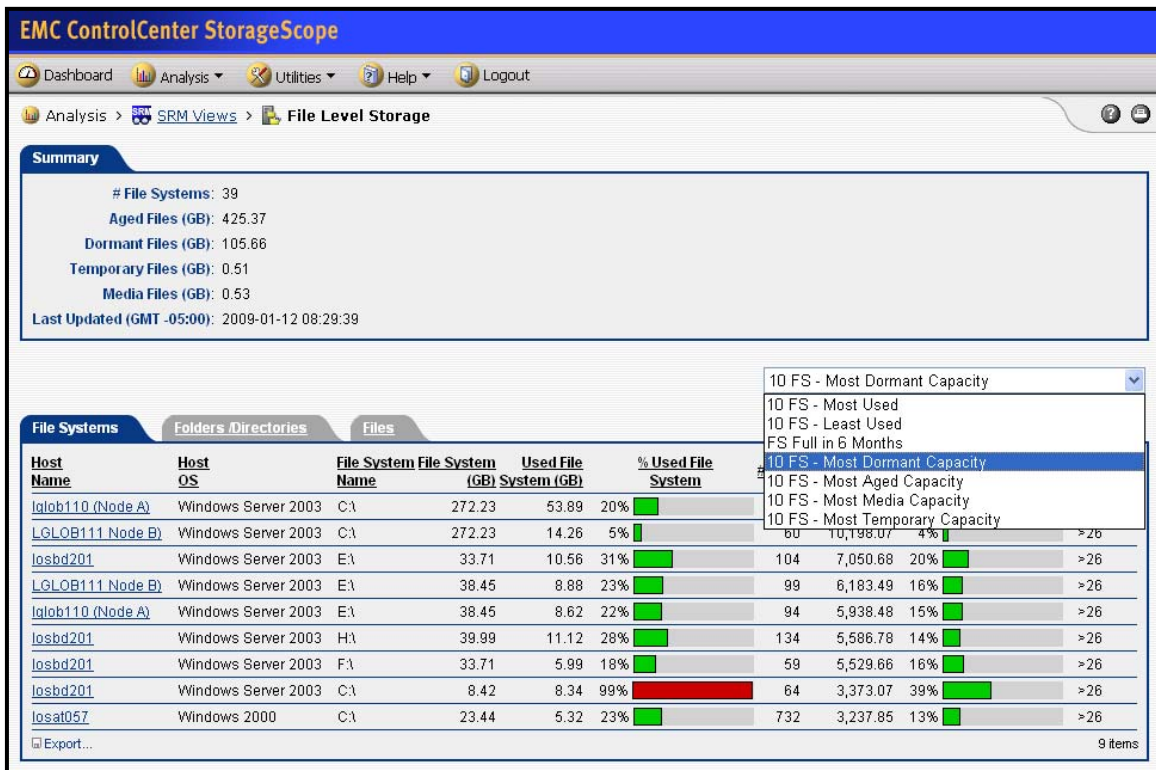 EMC ControlCenter StorageScope
Dashboard Analysis Utilities Help Logout
Analysis > SRM Views > File Level Storage
Summary
# File Systems: 39
Aged Files (GB): 425.37
Dormant Files (GB): 105.66
Temporary Files (GB): 0.51
Media Files (GB): 0.53
Last Updated (GMT -05:00): 2009-01-12 08:29:39
10 FS - Most Dormant Capacity
10 FS - Most Used
10 FS - Least Used
FS Full in 6 Months
10 FS - Most Dormant Capacity
10 FS - Most Aged Capacity
10 FS - Most Media Capacity
10 FS - Most Temporary Capacity
File Systems Folders /Directories Files
Host Name Host OS File System Name File System (GB) Used File System (GB) % Used File System #
lglob110 (Node A) Windows Server 2003 C:\ 272.23 53.89 20%
LGLOB111 Node B) Windows Server 2003 C:\ 272.23 14.26 5% 60 10,198.07 4% >26
losbd201 Windows Server 2003 E:\ 33.71 10.56 31% 104 7,050.68 20% >26
LGLOB111 Node B) Windows Server 2003 E:\ 38.45 8.88 23% 99 6,183.49 16% >26
lglob110 (Node A) Windows Server 2003 E:\ 38.45 8.62 22% 94 5,938.48 15% >26
losbd201 Windows Server 2003 H:\ 39.99 11.12 28% 134 5,586.78 14% >26
losbd201 Windows Server 2003 F:\ 33.71 5.99 18% 59 5,529.66 16% >26
losbd201 Windows Server 2003 C:\ 8.42 8.34 99% 64 3,373.07 39% >26
losat057 Windows 2000 C:\ 23.44 5.32 23% 732 3,237.85 13% >26
Export... 9 items